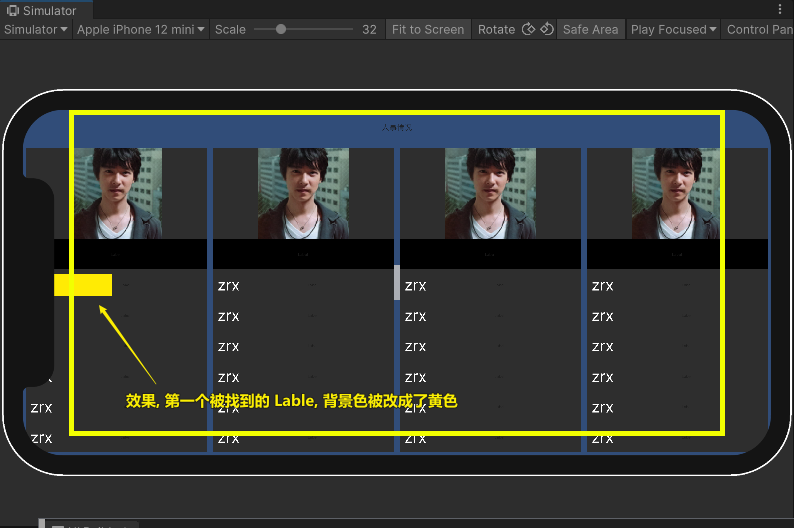 Simulator
Simulator Apple iPhone 12 mini Scale 32 Fit to Screen Rotate Safe Area Play Focused Control Pan
zrx zrx zrx
zrx zrx zrx
zrx zrx zrx
zrx zrx zrx
效果, 第一个被找到的 Lable, 背景色被改成了黄色
zrx zrx zrx zrx
zrx zrx zrx zrx